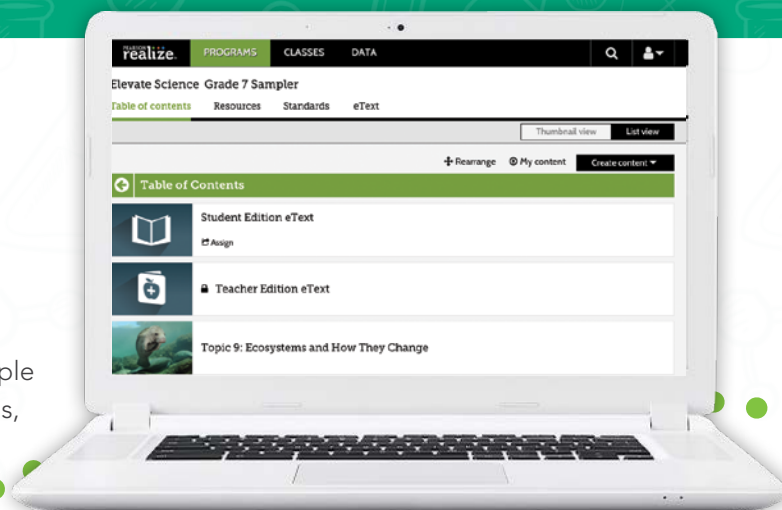 PEARSON
realize.
PROGRAMS CLASSES DATA
Elevate Science Grade 7 Sampler
Table of contents Resources Standards eText
Thumbnail view List view
Rearrange My content Create content
Table of Contents
Student Edition eText
Assign
Teacher Edition eText
Topic 9: Ecosystems and How They Change
ple
s,